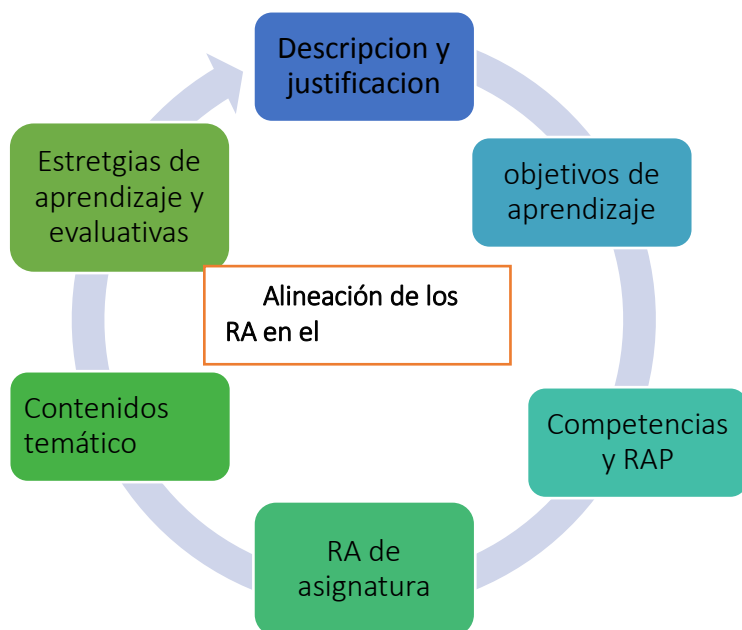 Descripcion y
justificacion
objetivos de
aprendizaje
Competencias
y RAP
RA de
asignatura
Contenidos
temático
Estretgias de
aprendizaje y
evaluativas
Alineación de los
RA en el